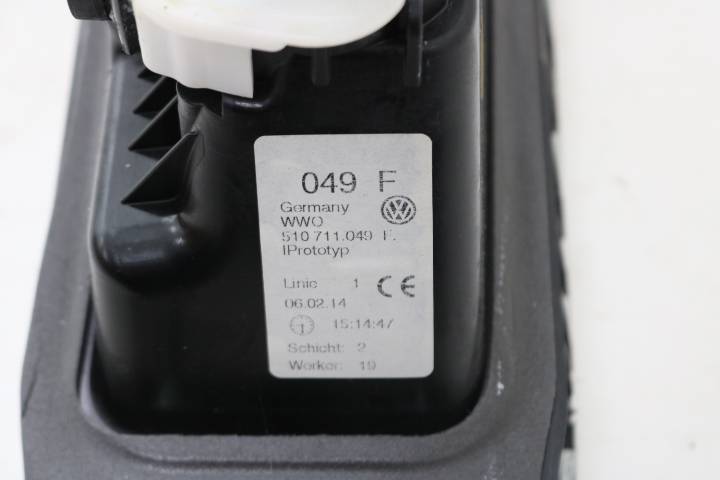 049 F
Germany
WWO
510 711.049 F.
IPrototyp
Linie 1 CE
06.02.14
15:14:47
Schicht: 2
Worker: 19